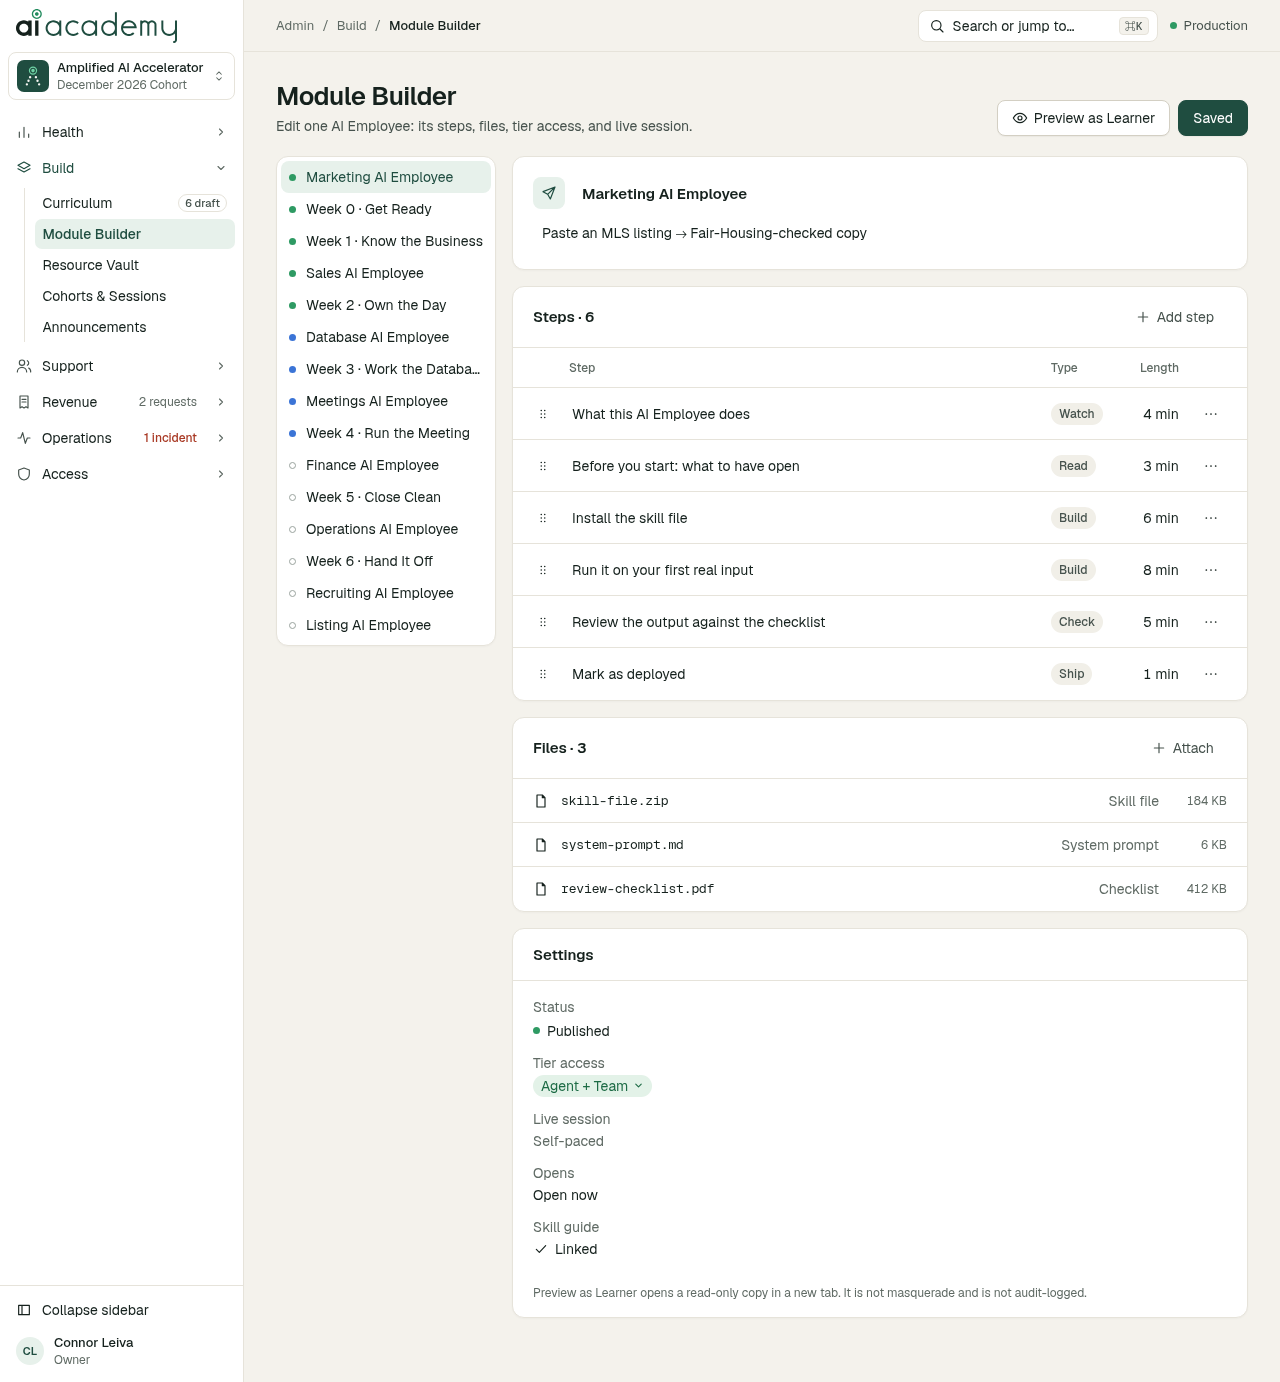 ai academy
Amplified AI Accelerator
December 2026 Cohort
Health
Build
Curriculum 6 draft
Module Builder
Resource Vault
Cohorts & Sessions
Announcements
Support
Revenue 2 requests
Operations 1 incident
Access
Collapse sidebar
CL
Connor Leiva
Owner
Admin / Build / Module Builder
Search or jump to... ⌘K
Production
Module Builder
Edit one AI Employee: its steps, files, tier access, and live session.
Preview as Learner
Saved
Marketing AI Employee
Week 0 · Get Ready
Week 1 · Know the Business
Sales AI Employee
Week 2 · Own the Day
Database AI Employee
Week 3 · Work the Databa...
Meetings AI Employee
Week 4 · Run the Meeting
Finance AI Employee
Week 5 · Close Clean
Operations AI Employee
Week 6 · Hand It Off
Recruiting AI Employee
Listing AI Employee
Marketing AI Employee
Paste an MLS listing → Fair-Housing-checked copy
Steps · 6
Add step
Step Type Length
What this AI Employee does Watch 4 min
Before you start: what to have open Read 3 min
Install the skill file Build 6 min
Run it on your first real input Build 8 min
Review the output against the checklist Check 5 min
Mark as deployed Ship 1 min
Files · 3
Attach
skill-file.zip Skill file 184 KB
system-prompt.md System prompt 6 KB
review-checklist.pdf Checklist 412 KB
Settings
Status
Published
Tier access
Agent + Team
Live session
Self-paced
Opens
Open now
Skill guide
Linked
Preview as Learner opens a read-only copy in a new tab. It is not masquerade and is not audit-logged.